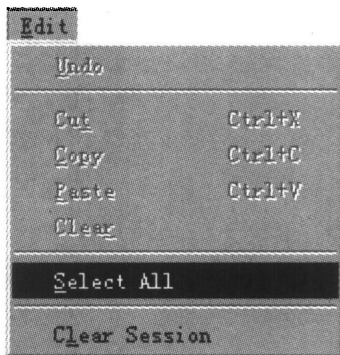 Edit
Undo
Cut Ctrl+X
Copy Ctrl+C
Paste Ctrl+V
Clear
Select All
Clear Session